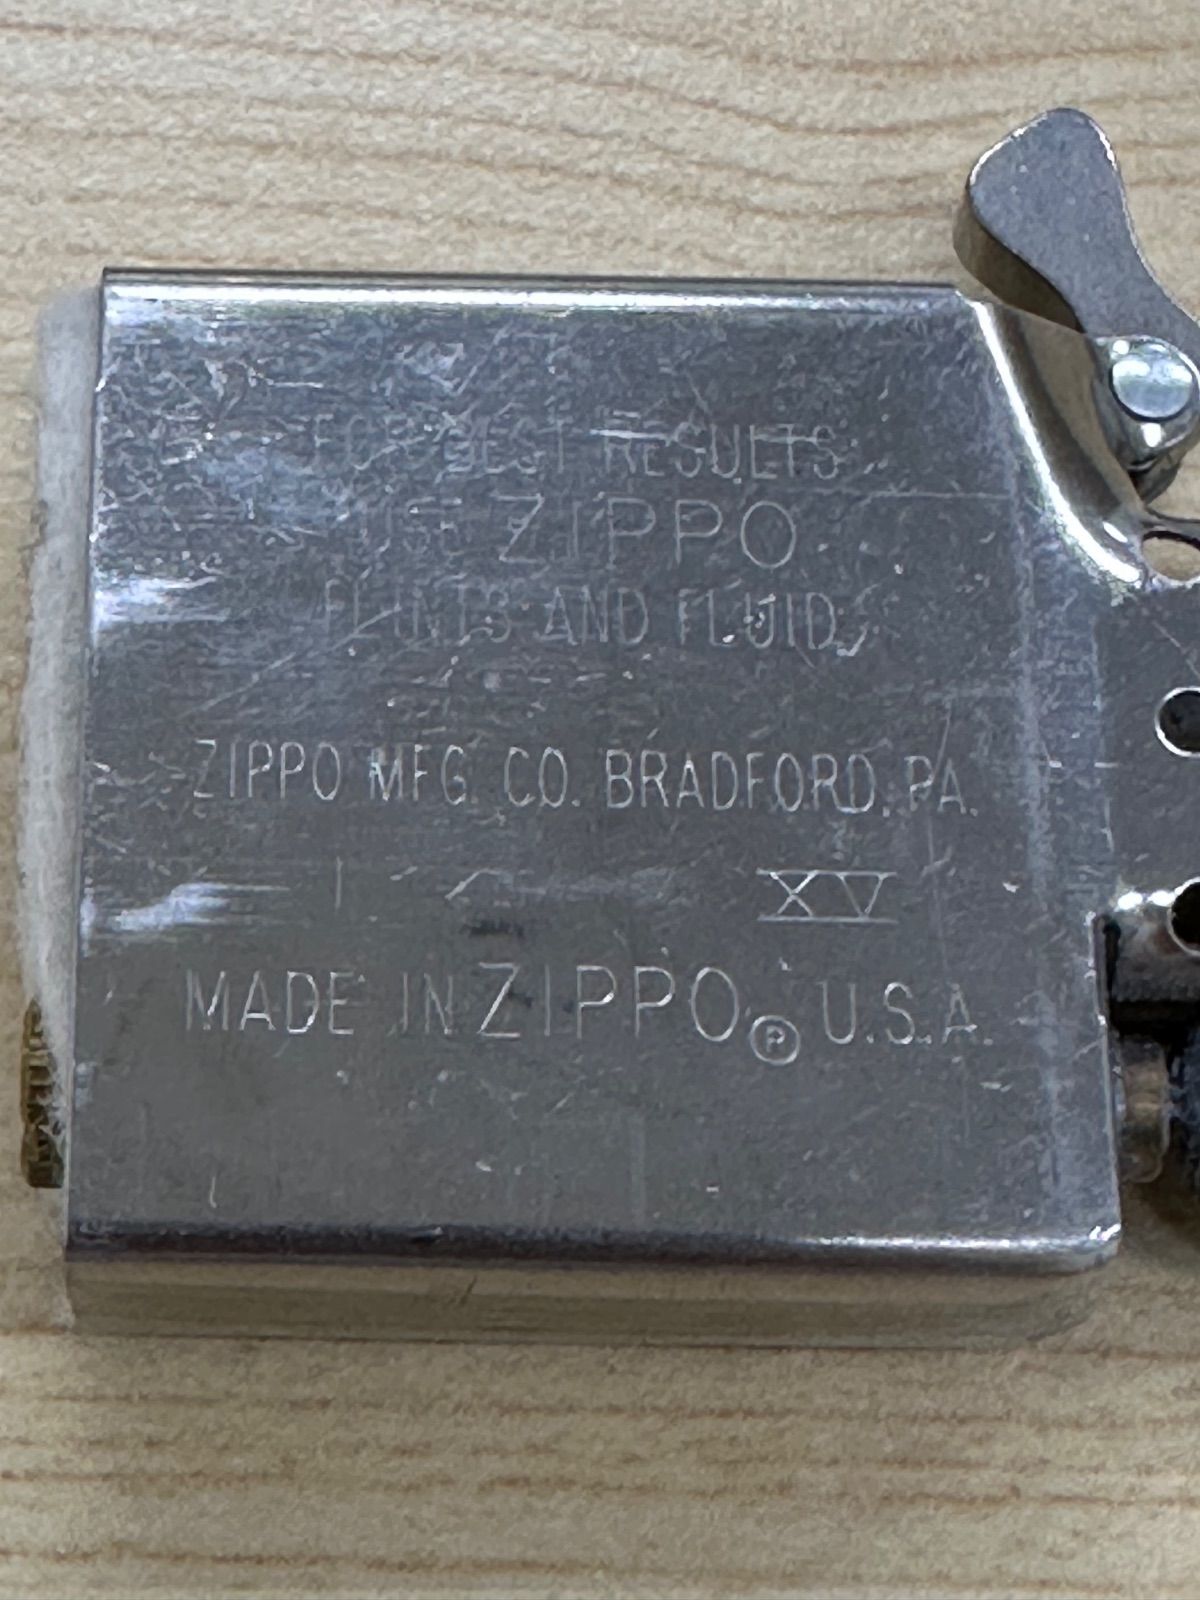 FOR BEST RESULTS
USE ZIPPO
FLINTS AND FLUID
ZIPPO MFG. CO. BRADFORD, PA.
I XV
MADE IN ZIPPO® U.S.A.